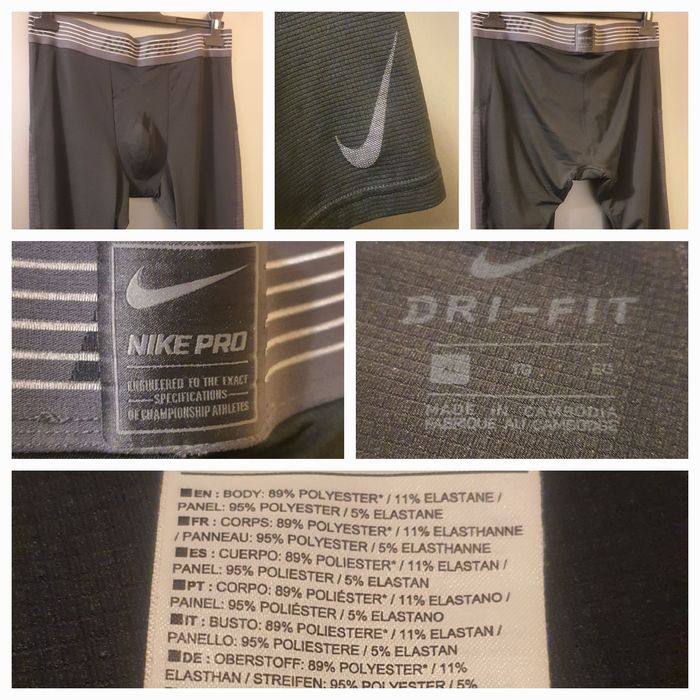 NIKE PRO
ENGINEERED TO THE EXACT
SPECIFICATIONS
OF CHAMPIONSHIP ATHLETES
DRI-FIT
XL TG EG
MADE IN CAMBODIA
FABRIQUE AU CAMBODGE
EN : BODY: 89% POLYESTER* / 11% ELASTANE /
PANEL: 95% POLYESTER / 5% ELASTANE
FR : CORPS: 89% POLYESTER* / 11% ELASTHANNE
/ PANNEAU: 95% POLYESTER / 5% ELASTHANNE
ES : CUERPO: 89% POLIÉSTER* / 11% ELASTAN /
PANEL: 95% POLIÉSTER / 5% ELASTAN
PT : CORPO: 89% POLIÉSTER* / 11% ELASTANO /
PAINEL: 95% POLIÉSTER / 5% ELASTANO
IT : BUSTO: 89% POLIESTERE* / 11% ELASTAN /
PANELLO: 95% POLIESTERE / 5% ELASTAN
DE : OBERSTOFF: 89% POLYESTER* / 11%
ELASTHAN / STREIFEN: 95% POLYESTER / 5%